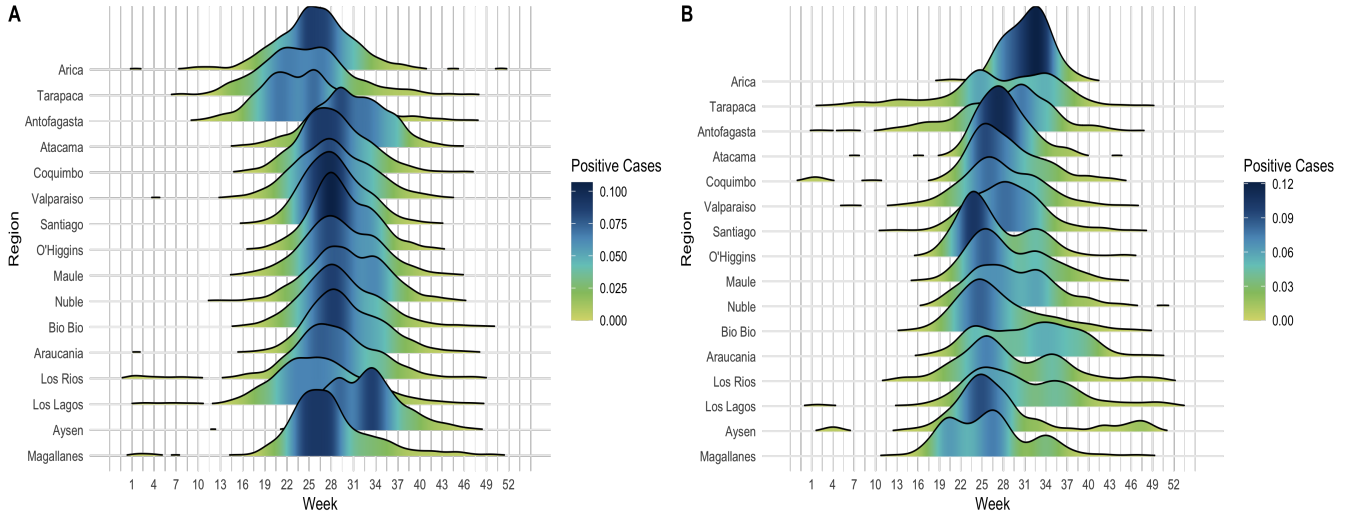 A
Region
Arica
Tarapaca
Antofagasta
Atacama
Coquimbo
Valparaiso
Santiago
O'Higgins
Maule
Nuble
Bio Bio
Araucania
Los Rios
Los Lagos
Aysen
Magallanes
1 4 7 10 13 16 19 22 25 28 31 34 37 40 43 46 49 52
Week
Positive Cases
0.100
0.075
0.050
0.025
0.000
B
Region
Arica
Tarapaca
Antofagasta
Atacama
Coquimbo
Valparaiso
Santiago
O'Higgins
Maule
Nuble
Bio Bio
Araucania
Los Rios
Los Lagos
Aysen
Magallanes
1 4 7 10 13 16 19 22 25 28 31 34 37 40 43 46 49 52
Week
Positive Cases
0.12
0.09
0.06
0.03
0.00